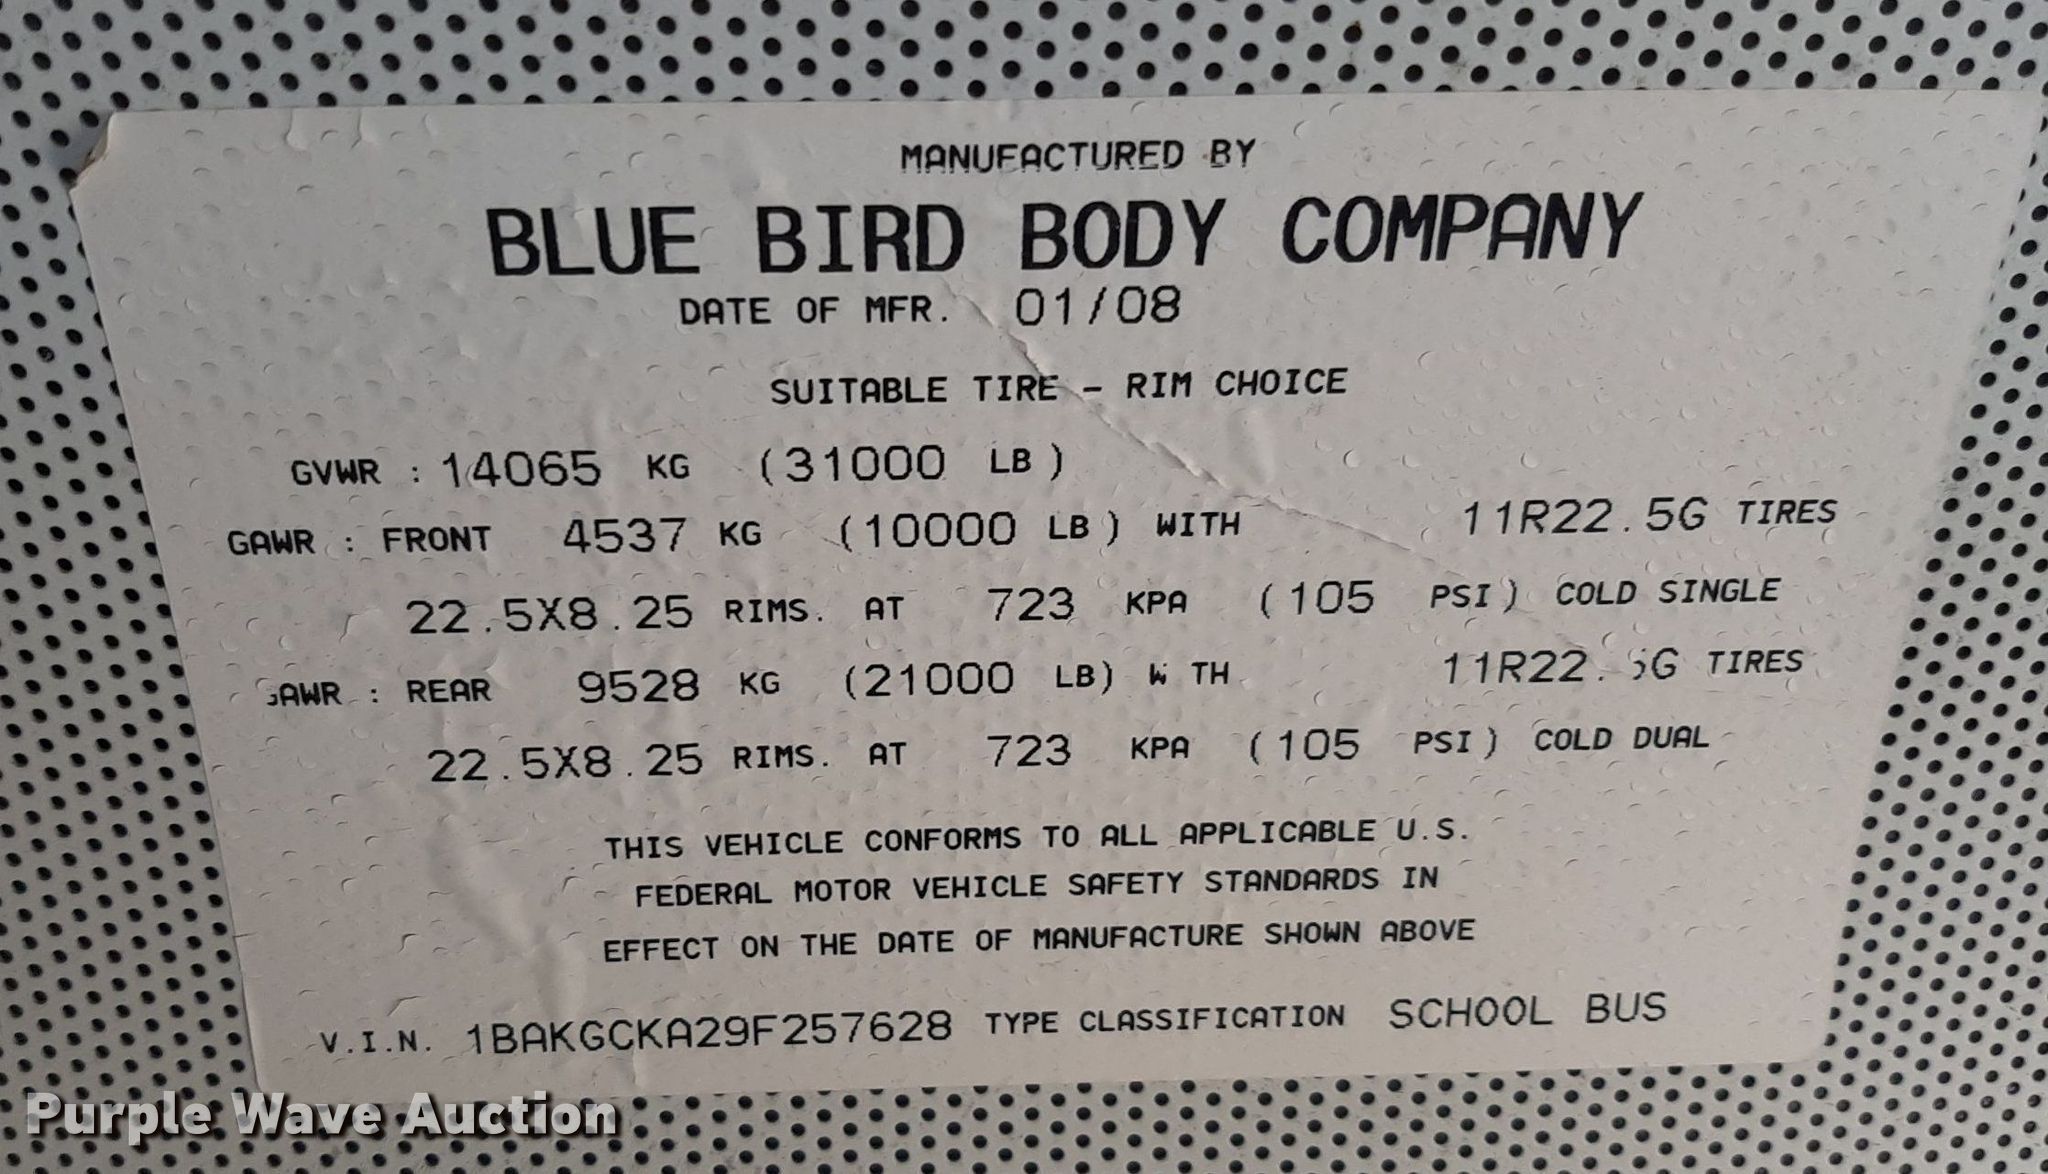 MANUFACTURED BY
BLUE BIRD BODY COMPANY
DATE OF MFR. 01/08
SUITABLE TIRE – RIM CHOICE
GVWR : 14065 KG (31000 LB)
GAWR : FRONT 4537 KG (10000 LB) WITH 11R22.5G TIRES
22.5X8.25 RIMS. AT 723 KPA (105 PSI) COLD SINGLE
GAWR : REAR 9528 KG (21000 LB) W TH 11R22.5G TIRES
22.5X8.25 RIMS. AT 723 KPA (105 PSI) COLD DUAL
THIS VEHICLE CONFORMS TO ALL APPLICABLE U.S.
FEDERAL MOTOR VEHICLE SAFETY STANDARDS IN
EFFECT ON THE DATE OF MANUFACTURE SHOWN ABOVE
V.I.N. 1BAKGCKA29F257628 TYPE CLASSIFICATION SCHOOL BUS
Purple Wave Auction